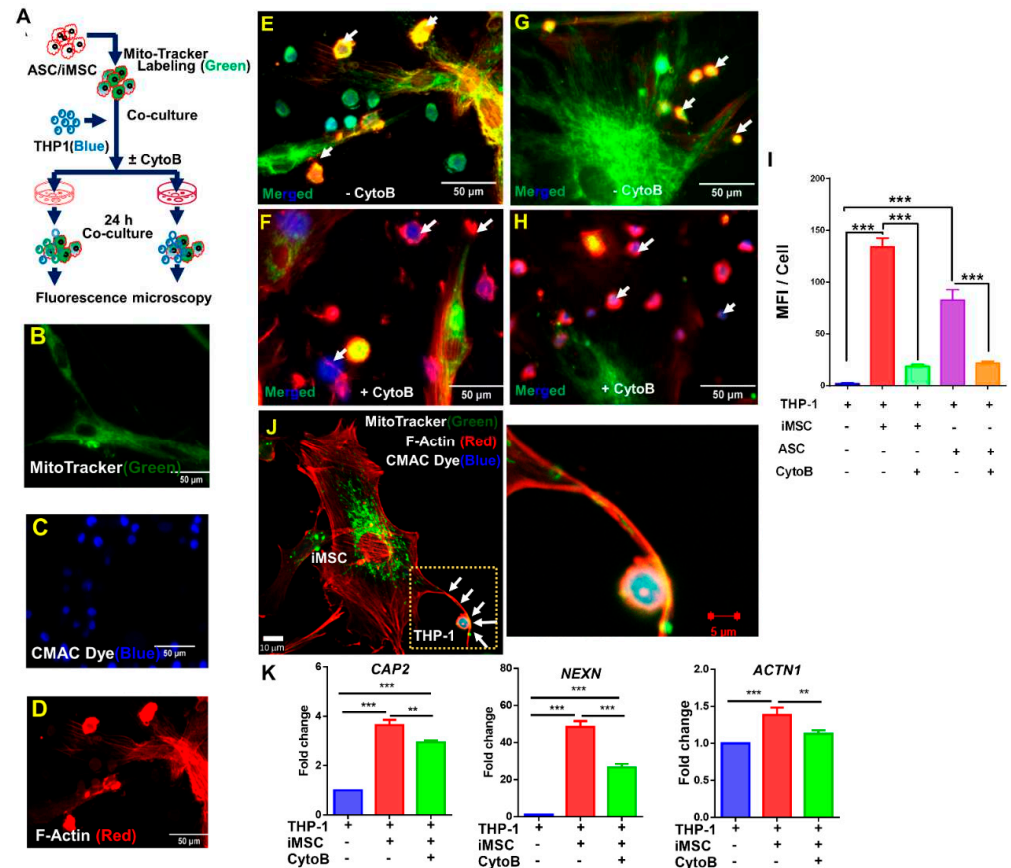 A
ASC/iMSC
Mito-Tracker
Labeling (Green)
Co-culture
THP1(Blue)
± CytoB
24 h
Co-culture
Fluorescence microscopy
B
MitoTracker(Green)
50 µm
C
CMAC Dye(Blue)
50 µm
D
F-Actin (Red)
50 µm
E
Merged
- CytoB
50 µm
F
Merged
+ CytoB
50 µm
G
Merged
- CytoB
50 µm
H
Merged
+ CytoB
50 µm
I
MFI / Cell
200
150
100
50
0
***
***
***
***
THP-1 + + + + +
iMSC - + + - -
ASC - - - + +
CytoB - - + - +
J
MitoTracker(Green)
F-Actin (Red)
CMAC Dye(Blue)
iMSC
THP-1
10 µm
5 µm
K
CAP2
Fold change
6
4
2
0
***
***
**
THP-1 + + +
iMSC - + +
CytoB - - +
NEXN
Fold change
80
60
40
20
0
***
***
***
THP-1 + + +
iMSC - + +
CytoB - - +
ACTN1
Fold change
2.0
1.5
1.0
0.5
0.0
***
**
THP-1 + + +
iMSC - + +
CytoB - - +